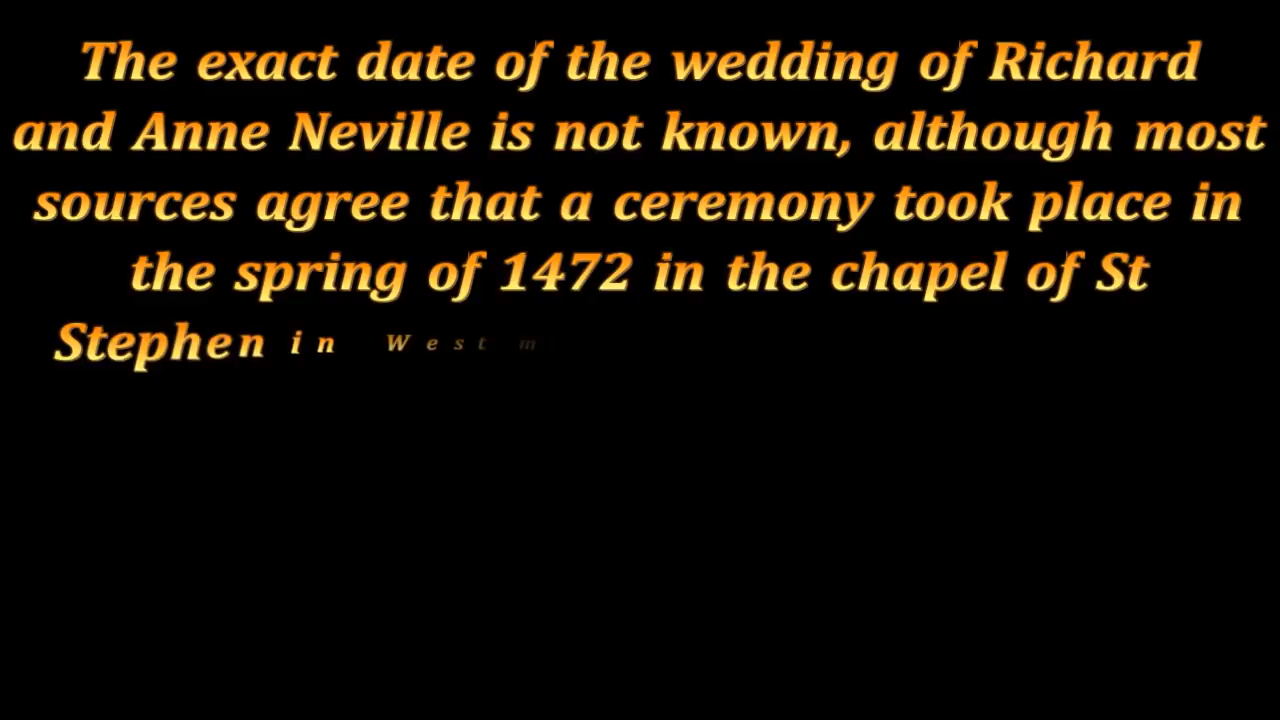 The exact date of the wedding of Richard
and Anne Neville is not known, although most
sources agree that a ceremony took place in
the spring of 1472 in the chapel of St
Stephen in West m